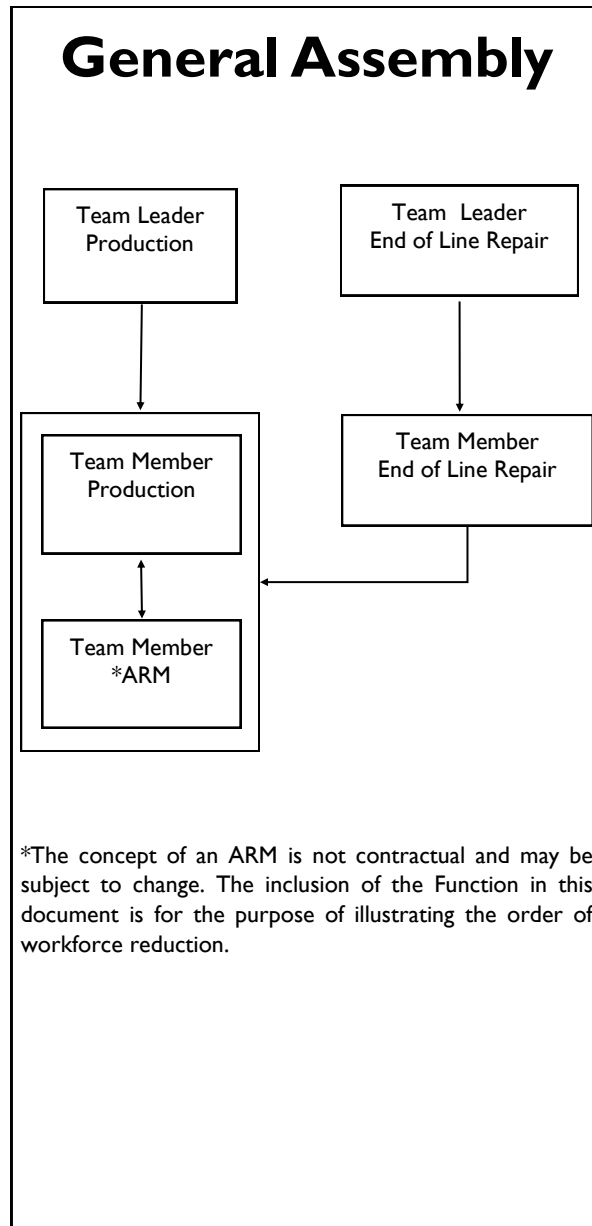 General Assembly
Team Leader
Production
Team Leader
End of Line Repair
Team Member
Production
Team Member
End of Line Repair
Team Member
*ARM
*The concept of an ARM is not contractual and may be
subject to change. The inclusion of the Function in this
document is for the purpose of illustrating the order of
workforce reduction.